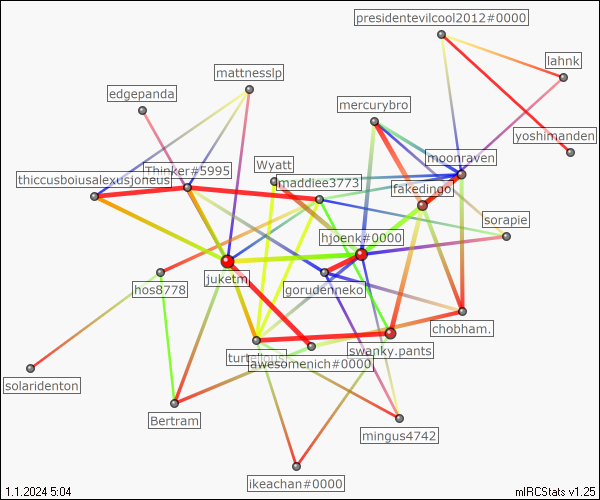 presidentevilcool2012#0000
lahnk
mattnesslp
edgepanda
mercurybro
yoshimanden
moonraven
Wyatt
Thinker#5995
thiccusboiusalexusjoneus
maddiee3773
fakedingo
sorapie
hjoenk#0000
juketm
gorudenneko
hos8778
chobham.
swanky.pants
turtellous
awesomenich#0000
solaridenton
Bertram
mingus4742
ikeachan#0000
1.1.2024 5:04
mIRCStats v1.25